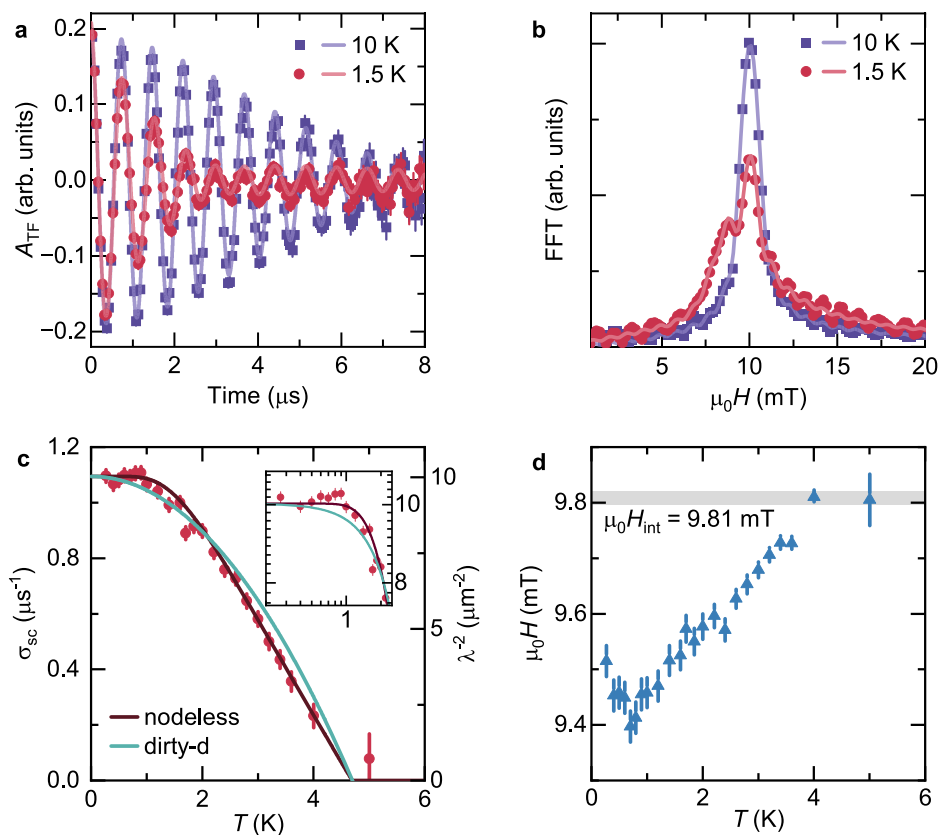 a
10 K
1.5 K
0.2
0.1
0.0
−0.1
−0.2
A_TF (arb. units)
0 2 4 6 8
Time (μs)
b
10 K
1.5 K
FFT (arb. units)
5 10 15 20
μ₀H (mT)
c
1.2
0.8
0.4
0.0
σ_sc (μs⁻¹)
10
5
0
λ⁻² (μm⁻²)
10
8
1
nodeless
dirty-d
0 2 4 6
T (K)
d
9.8
9.6
9.4
μ₀H (mT)
μ₀H_int = 9.81 mT
0 2 4 6
T (K)